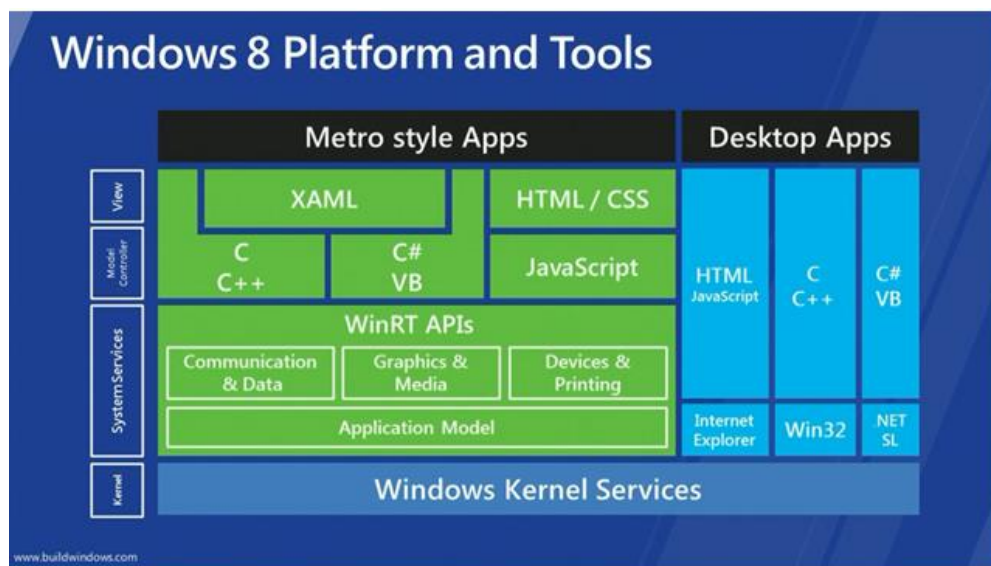 Windows 8 Platform and Tools
Metro style Apps
Desktop Apps
View
XAML
HTML / CSS
Model
Controller
C
C++
C#
VB
JavaScript
HTML
JavaScript
C
C++
C#
VB
System Services
WinRT APIs
Communication
& Data
Graphics &
Media
Devices &
Printing
Application Model
Internet
Explorer
Win32
.NET
SL
Kernel
Windows Kernel Services
www.buildwindows.com